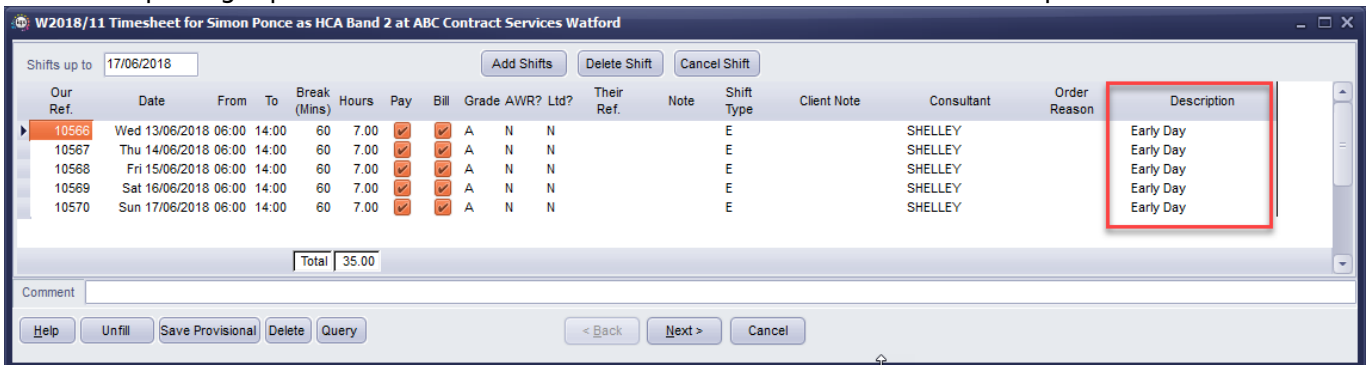 W2018/11 Timesheet for Simon Ponce as HCA Band 2 at ABC Contract Services Watford
Shifts up to 17/06/2018 Add Shifts Delete Shift Cancel Shift
Our Ref. Date From To Break (Mins) Hours Pay Bill Grade AWR? Ltd? Their Ref. Note Shift Type Client Note Consultant Order Reason Description
10566 Wed 13/06/2018 06:00 14:00 60 7.00 A N N E SHELLEY Early Day
10567 Thu 14/06/2018 06:00 14:00 60 7.00 A N N E SHELLEY Early Day
10568 Fri 15/06/2018 06:00 14:00 60 7.00 A N N E SHELLEY Early Day
10569 Sat 16/06/2018 06:00 14:00 60 7.00 A N N E SHELLEY Early Day
10570 Sun 17/06/2018 06:00 14:00 60 7.00 A N N E SHELLEY Early Day
Total 35.00
Comment
Help Unfill Save Provisional Delete Query < Back Next > Cancel